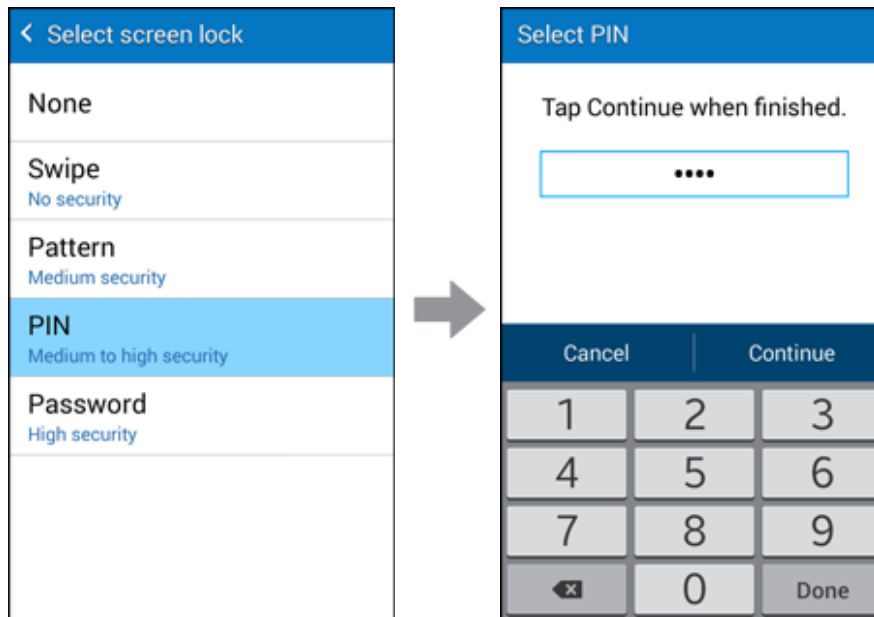 Select screen lock
None
Swipe
No security
Pattern
Medium security
PIN
Medium to high security
Password
High security
Select PIN
Tap Continue when finished.
••••
Cancel
Continue
1 2 3
4 5 6
7 8 9
0 Done